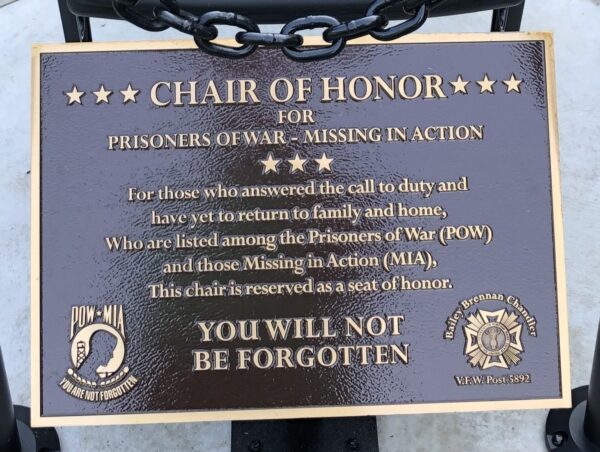 ★★★ CHAIR OF HONOR ★★★
FOR
PRISONERS OF WAR - MISSING IN ACTION
★★★
For those who answered the call to duty and
have yet to return to family and home,
Who are listed among the Prisoners of War (POW)
and those Missing in Action (MIA),
This chair is reserved as a seat of honor.
YOU WILL NOT
BE FORGOTTEN
POW★MIA
YOU ARE NOT FORGOTTEN
Bailey Brennan Chandler
V.F.W. Post 5892